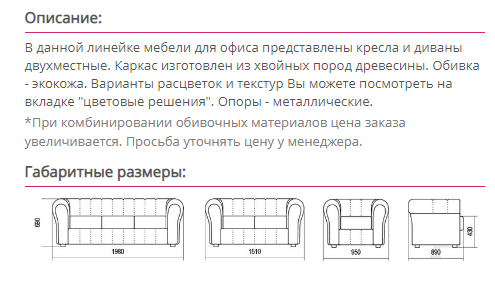 Описание:
В данной линейке мебели для офиса представлены кресла и диваны
двухместные. Каркас изготовлен из хвойных пород древесины. Обивка
- экокожа. Варианты расцветок и текстур Вы можете посмотреть на
вкладке "цветовые решения". Опоры - металлические.
*При комбинировании обивочных материалов цена заказа
увеличивается. Просьба уточнять цену у менеджера.
Габаритные размеры:
690
1980
1510
950
890
430